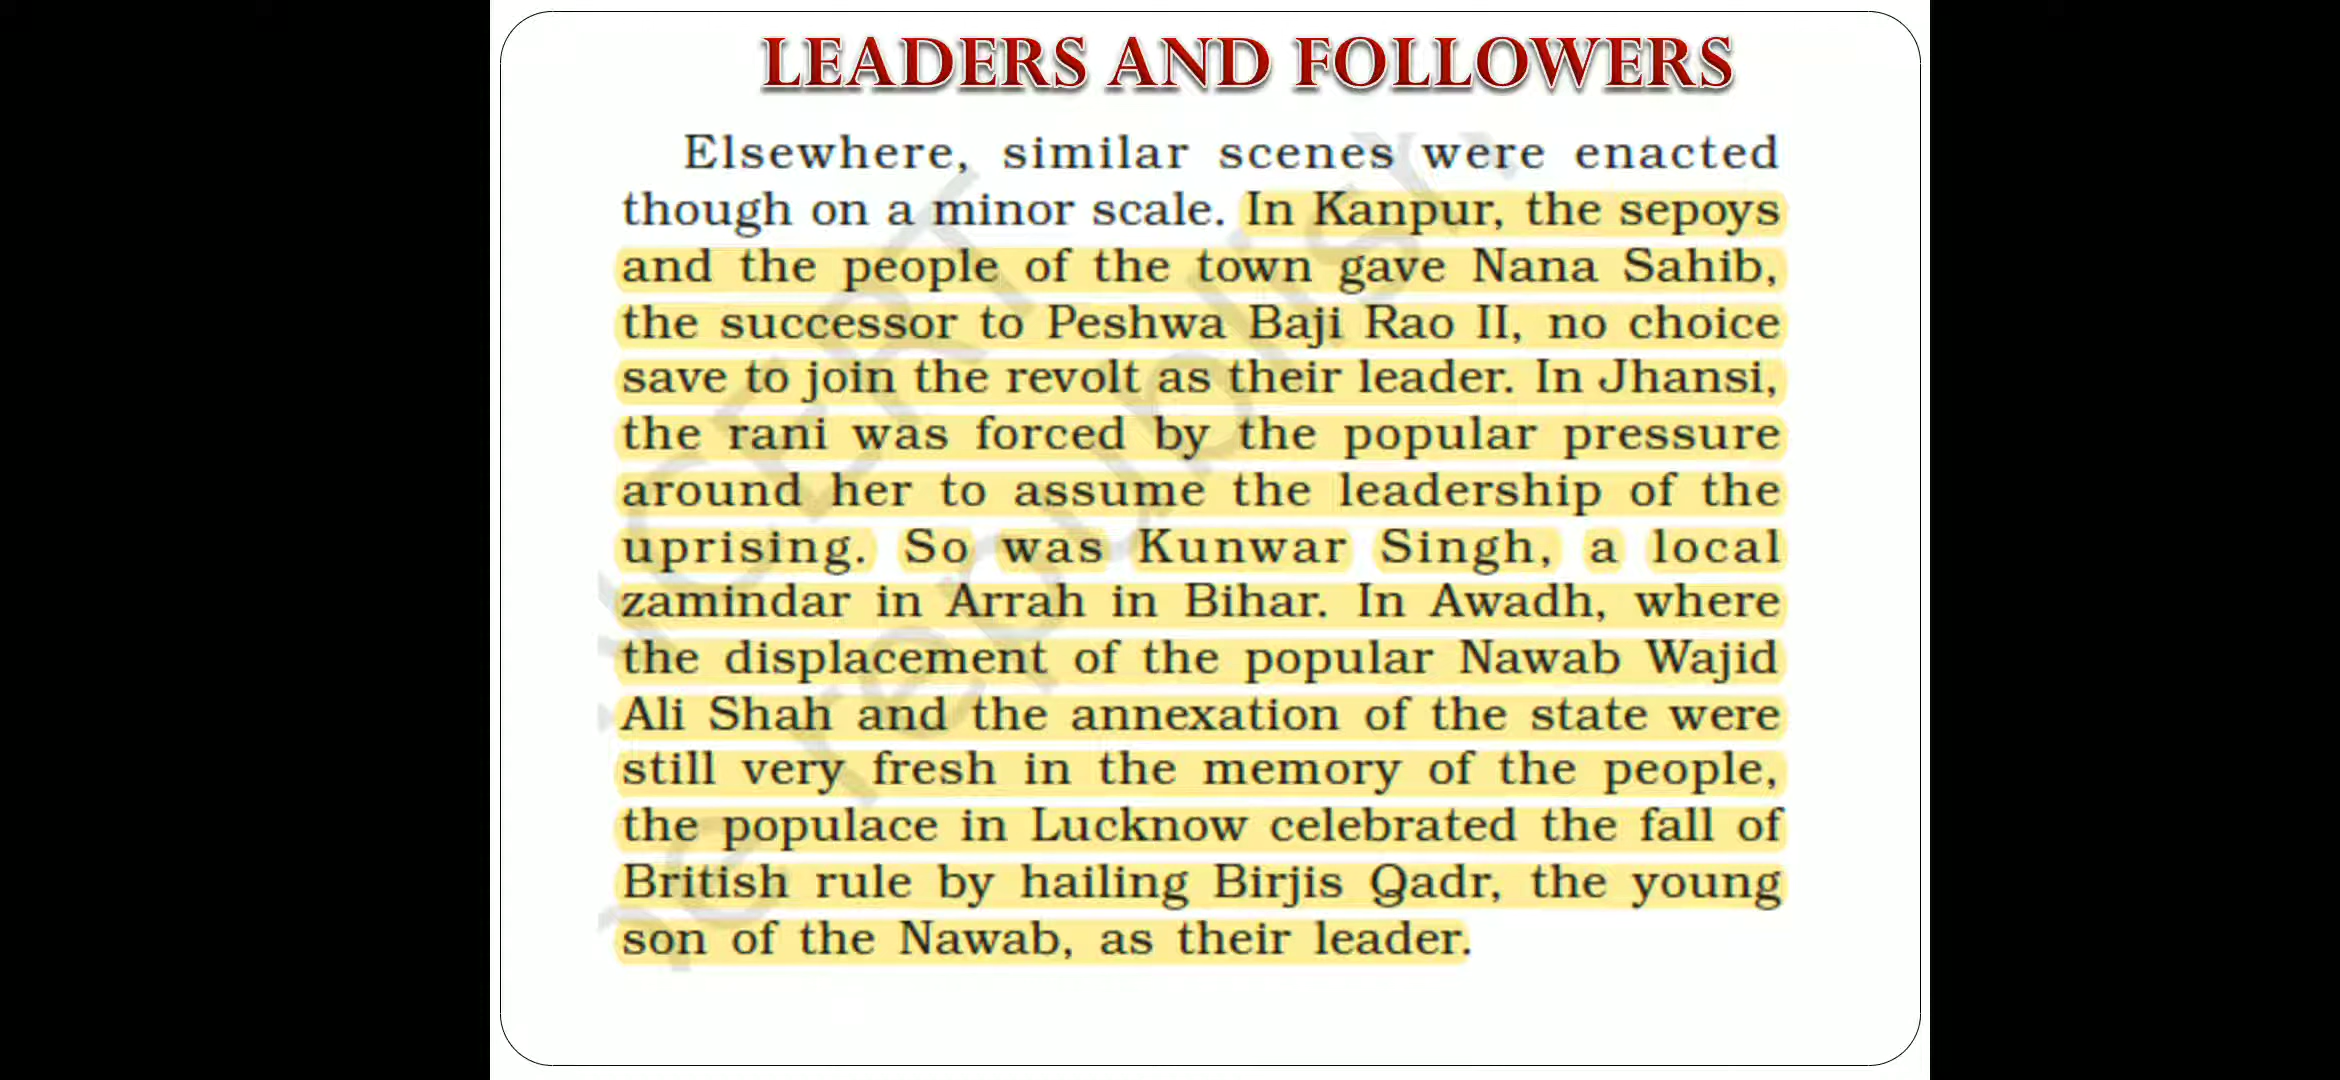 LEADERS AND FOLLOWERS
Elsewhere, similar scenes were enacted
though on a minor scale. In Kanpur, the sepoys
and the people of the town gave Nana Sahib,
the successor to Peshwa Baji Rao II, no choice
save to join the revolt as their leader. In Jhansi,
the rani was forced by the popular pressure
around her to assume the leadership of the
uprising. So was Kunwar Singh, a local
zamindar in Arrah in Bihar. In Awadh, where
the displacement of the popular Nawab Wajid
Ali Shah and the annexation of the state were
still very fresh in the memory of the people,
the populace in Lucknow celebrated the fall of
British rule by hailing Birjis Qadr, the young
son of the Nawab, as their leader.